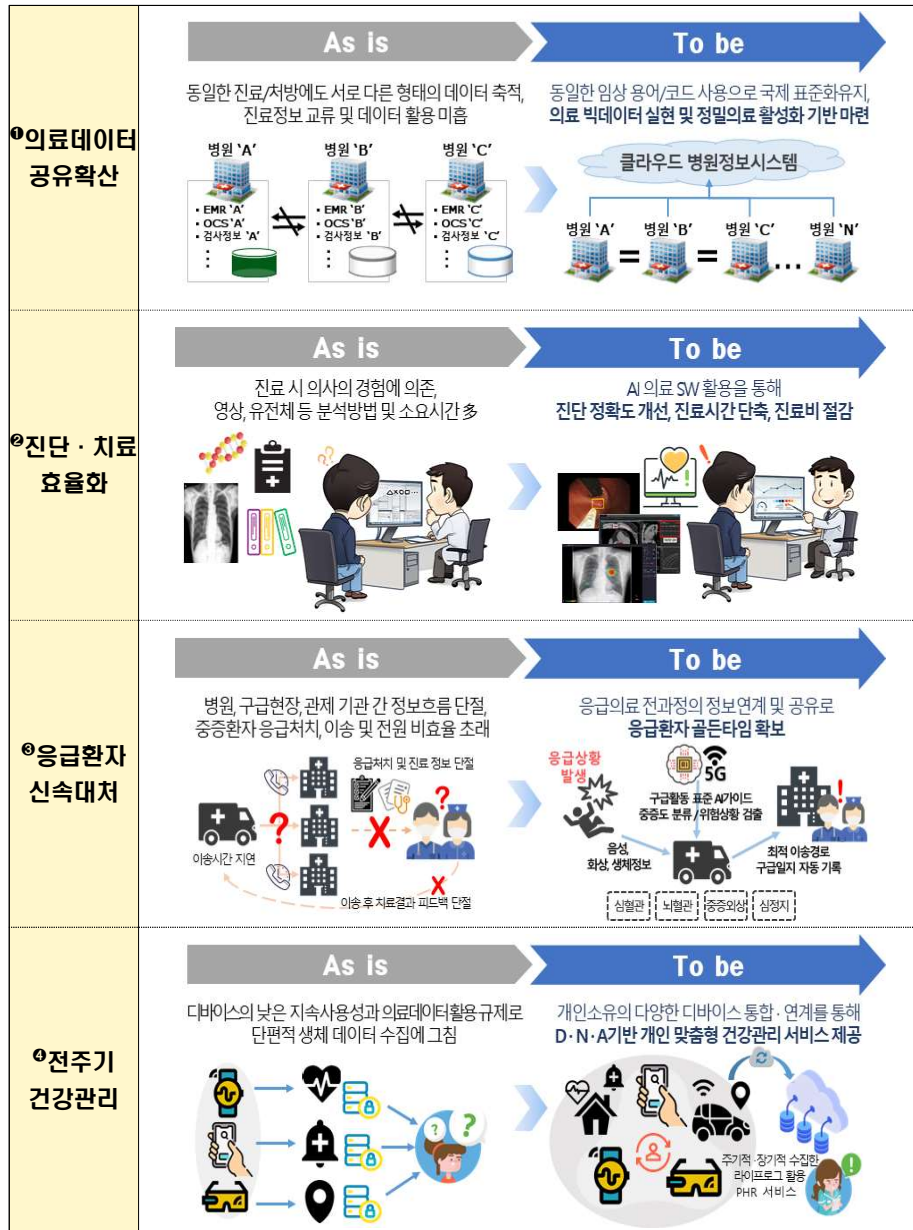 As is
To be
❶의료데이터
공유확산
동일한 진료/처방에도 서로 다른 형태의 데이터 축적,
진료정보 교류 및 데이터 활용 미흡
병원 'A'
병원 'B'
병원 'C'
· EMR 'A'
· OCS 'A'
· 검사정보 'A'
· EMR 'B'
· OCS 'B'
· 검사정보 'B'
· EMR 'C'
· OCS 'C'
· 검사정보 'C'
동일한 임상 용어/코드 사용으로 국제 표준화유지,
의료 빅데이터 실현 및 정밀의료 활성화 기반 마련
클라우드 병원정보시스템
병원 'A'
병원 'B'
병원 'C'
병원 'N'
= = ...
As is
To be
❷진단 · 치료
효율화
진료 시 의사의 경험에 의존,
영상, 유전체 등 분석방법 및 소요시간 多
??
AI 의료 SW 활용을 통해
진단 정확도 개선, 진료시간 단축, 진료비 절감
!
As is
To be
❸응급환자
신속대처
병원, 구급현장, 관제 기관 간 정보흐름 단절,
중증환자 응급처치, 이송 및 전원 비효율 초래
응급처치 및 진료 정보 단절
?
?
이송시간 지연
이송 후 치료결과 피드백 단절
응급의료 전과정의 정보연계 및 공유로
응급환자 골든타임 확보
응급상황
발생
5G
구급활동 표준 AI가이드
중증도 분류 / 위험상황 검출
!
음성,
화상, 생체정보
최적 이송경로
구급일지 자동 기록
심혈관
뇌혈관
중증외상
심정지
As is
To be
❹전주기
건강관리
디바이스의 낮은 지속사용성과 의료데이터활용 규제로
단편적 생체 데이터 수집에 그침
? ?
개인소유의 다양한 디바이스 통합 · 연계를 통해
D·N·A기반 개인 맞춤형 건강관리 서비스 제공
주기적·장기적 수집한
라이프로그 활용
PHR 서비스
!